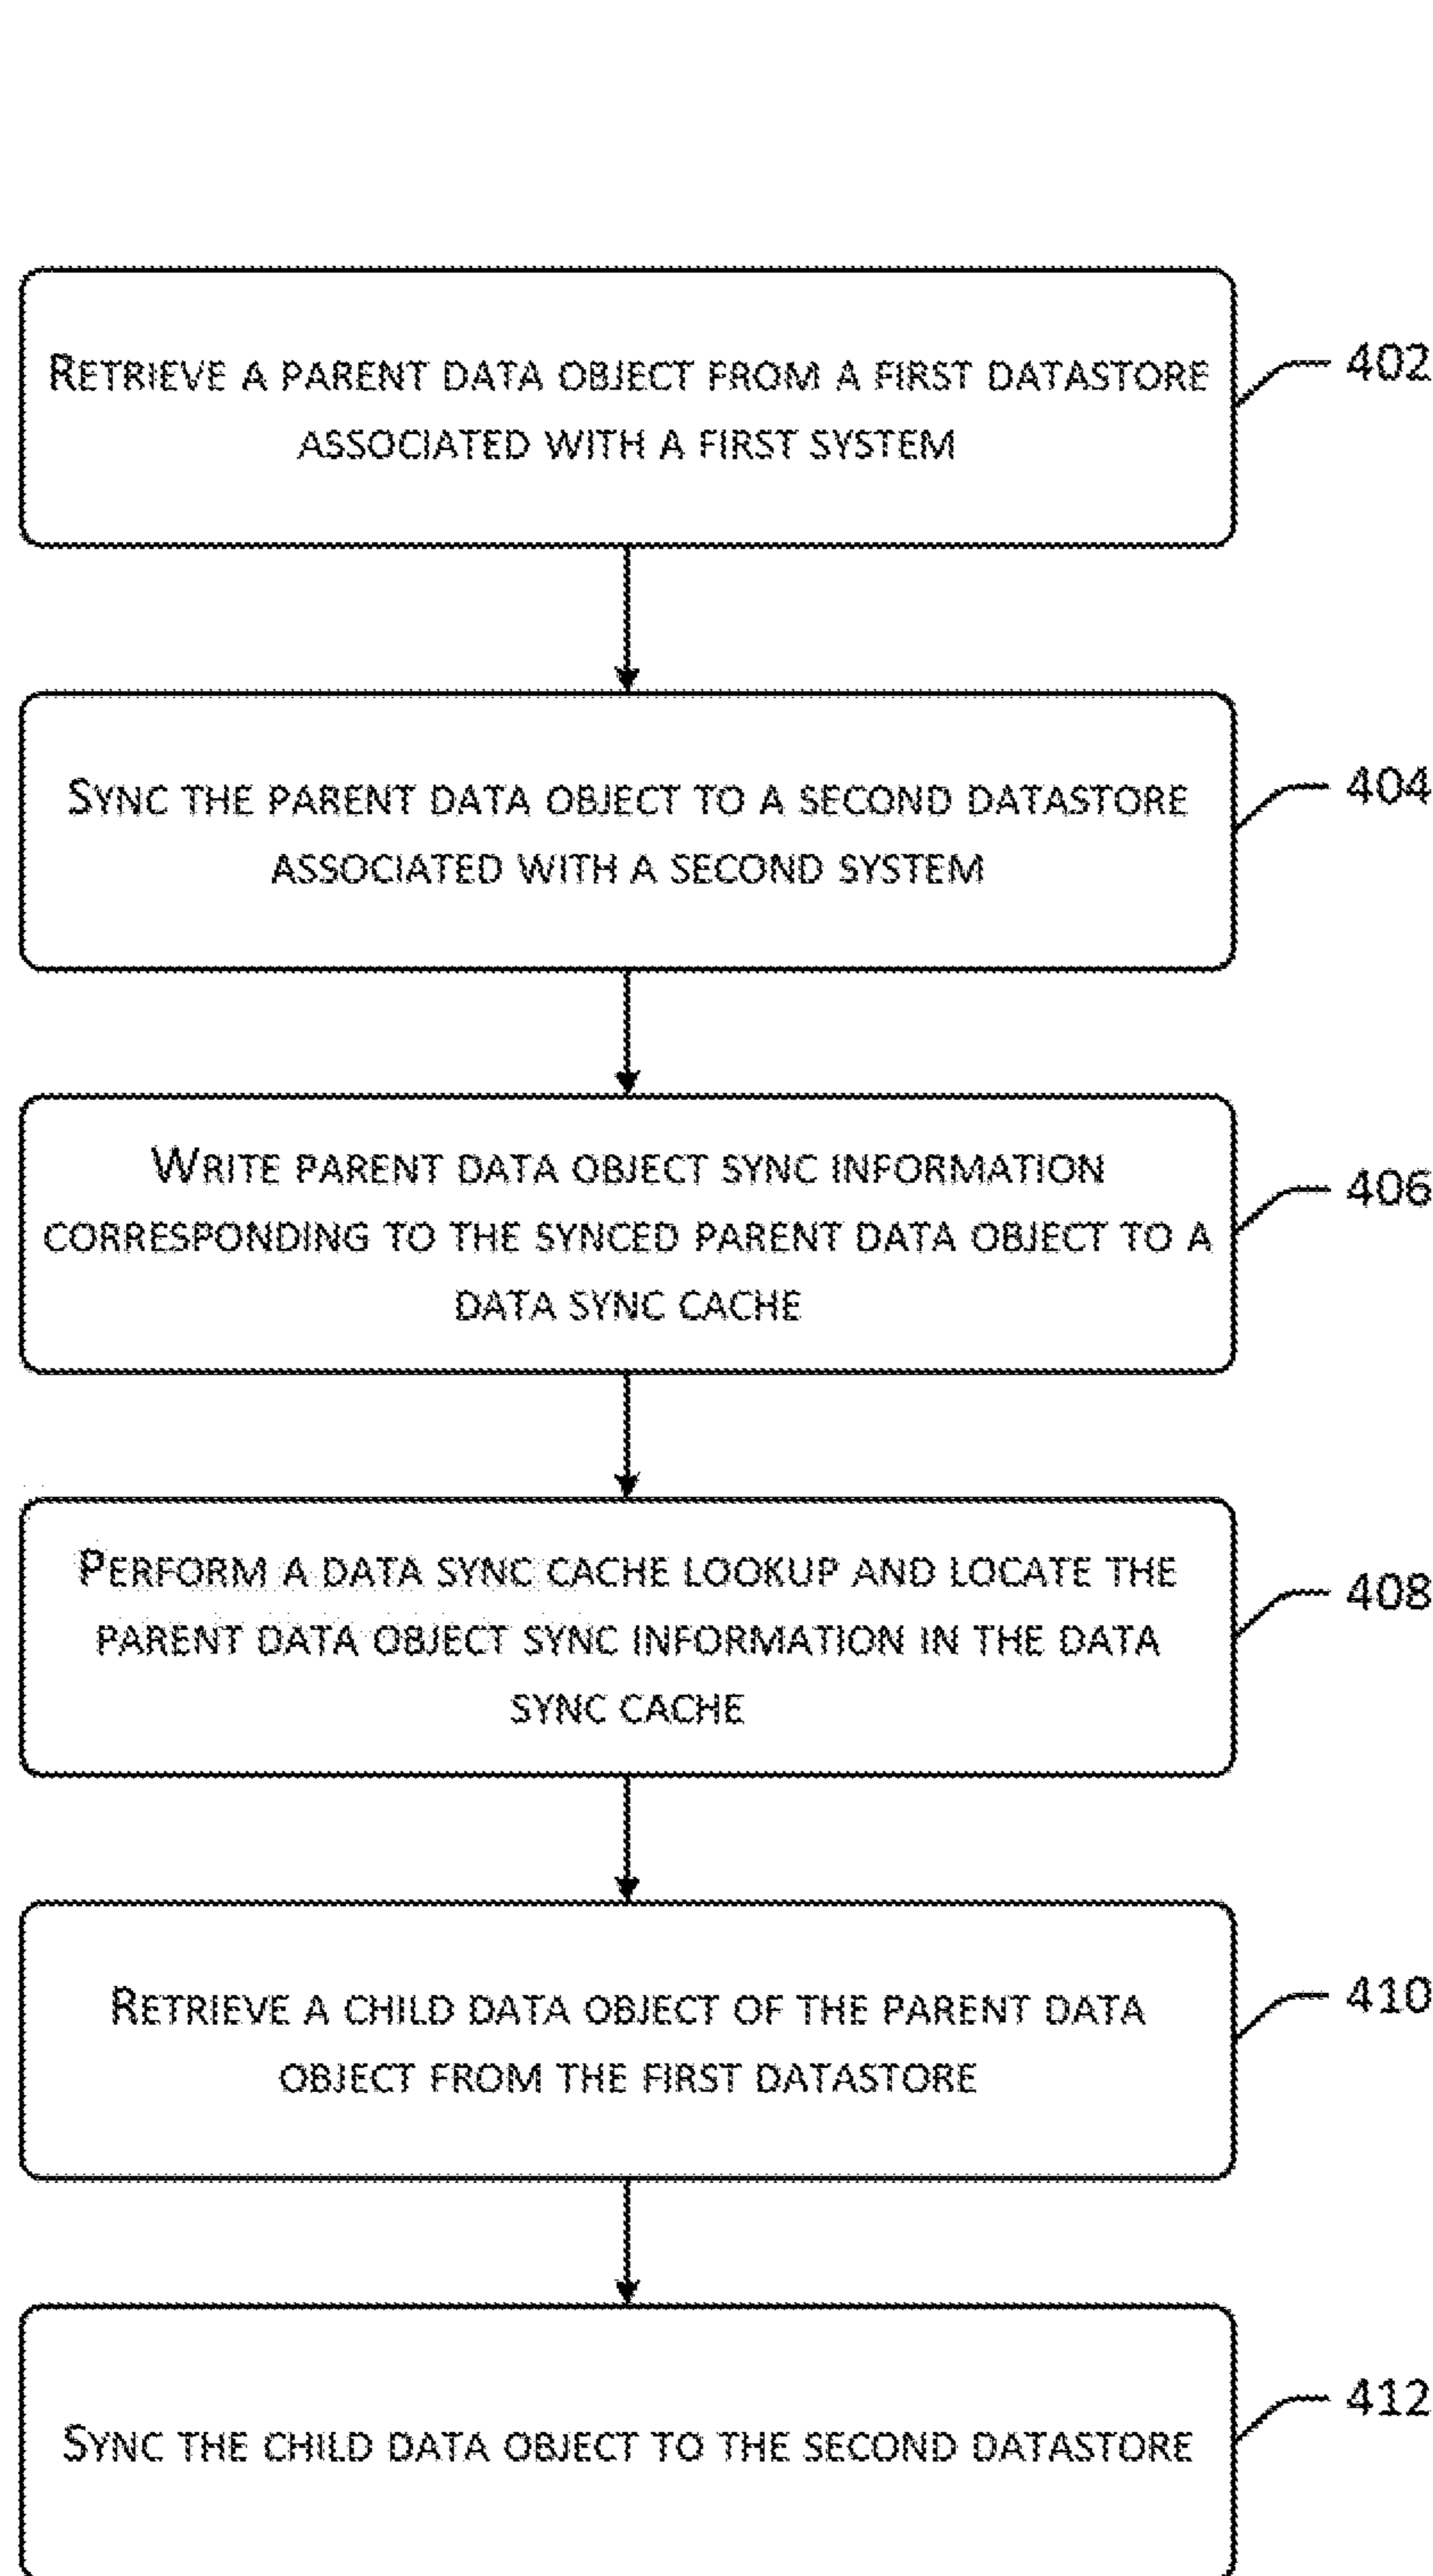 RETRIEVE A PARENT DATA OBJECT FROM A FIRST DATASTORE
ASSOCIATED WITH A FIRST SYSTEM
402
SYNC THE PARENT DATA OBJECT TO A SECOND DATASTORE
ASSOCIATED WITH A SECOND SYSTEM
404
WRITE PARENT DATA OBJECT SYNC INFORMATION
CORRESPONDING TO THE SYNCED PARENT DATA OBJECT TO A
DATA SYNC CACHE
406
PERFORM A DATA SYNC CACHE LOOKUP AND LOCATE THE
PARENT DATA OBJECT SYNC INFORMATION IN THE DATA
SYNC CACHE
408
RETRIEVE A CHILD DATA OBJECT OF THE PARENT DATA
OBJECT FROM THE FIRST DATASTORE
410
SYNC THE CHILD DATA OBJECT TO THE SECOND DATASTORE
412